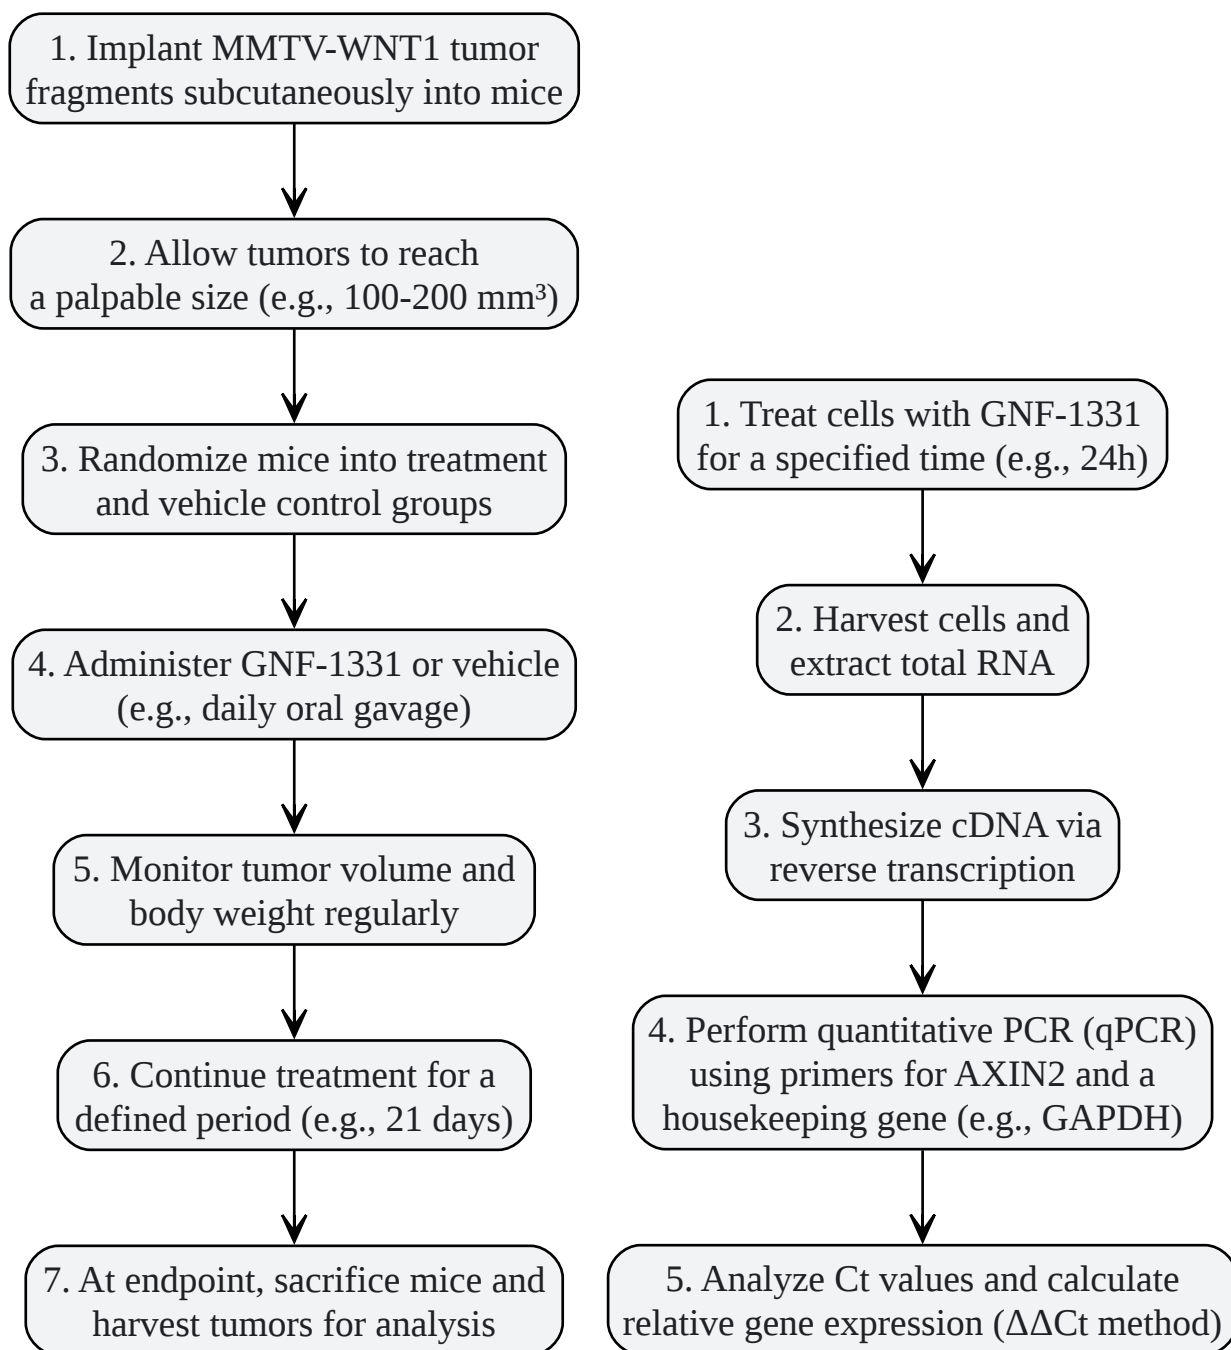 1. Implant MMTV-WNT1 tumor
fragments subcutaneously into mice
2. Allow tumors to reach
a palpable size (e.g., 100-200 mm³)
3. Randomize mice into treatment
and vehicle control groups
4. Administer GNF-1331 or vehicle
(e.g., daily oral gavage)
5. Monitor tumor volume and
body weight regularly
6. Continue treatment for a
defined period (e.g., 21 days)
7. At endpoint, sacrifice mice and
harvest tumors for analysis
1. Treat cells with GNF-1331
for a specified time (e.g., 24h)
2. Harvest cells and
extract total RNA
3. Synthesize cDNA via
reverse transcription
4. Perform quantitative PCR (qPCR)
using primers for AXIN2 and a
housekeeping gene (e.g., GAPDH)
5. Analyze Ct values and calculate
relative gene expression (ΔΔCt method)